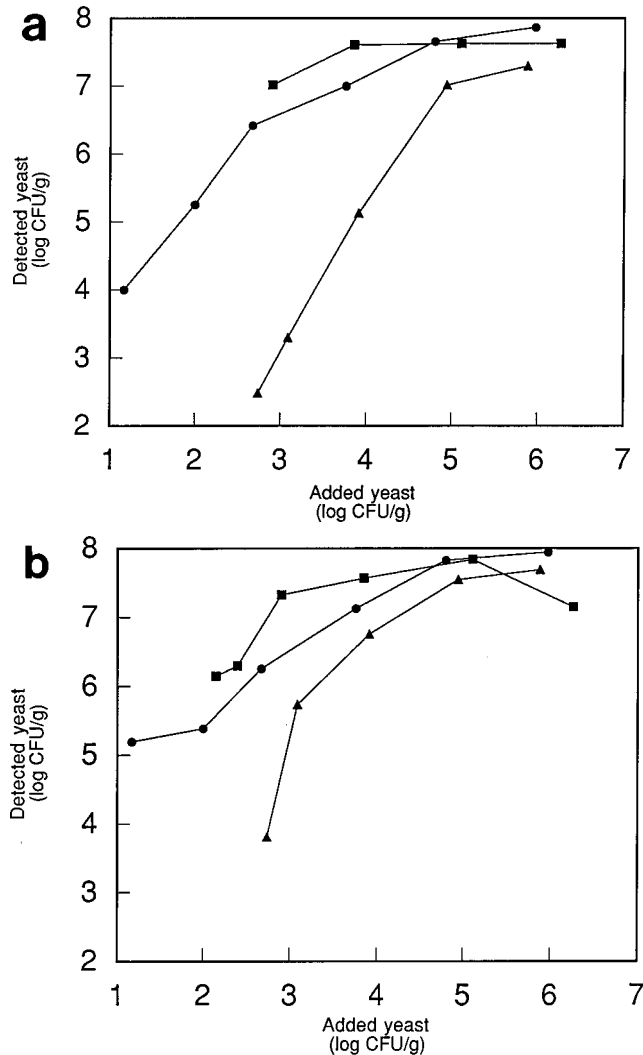 a
8
7
6
5
4
3
2
Detected yeast
(log CFU/g)
1 2 3 4 5 6 7
Added yeast
(log CFU/g)
b
8
7
6
5
4
3
2
Detected yeast
(log CFU/g)
1 2 3 4 5 6 7
Added yeast
(log CFU/g)